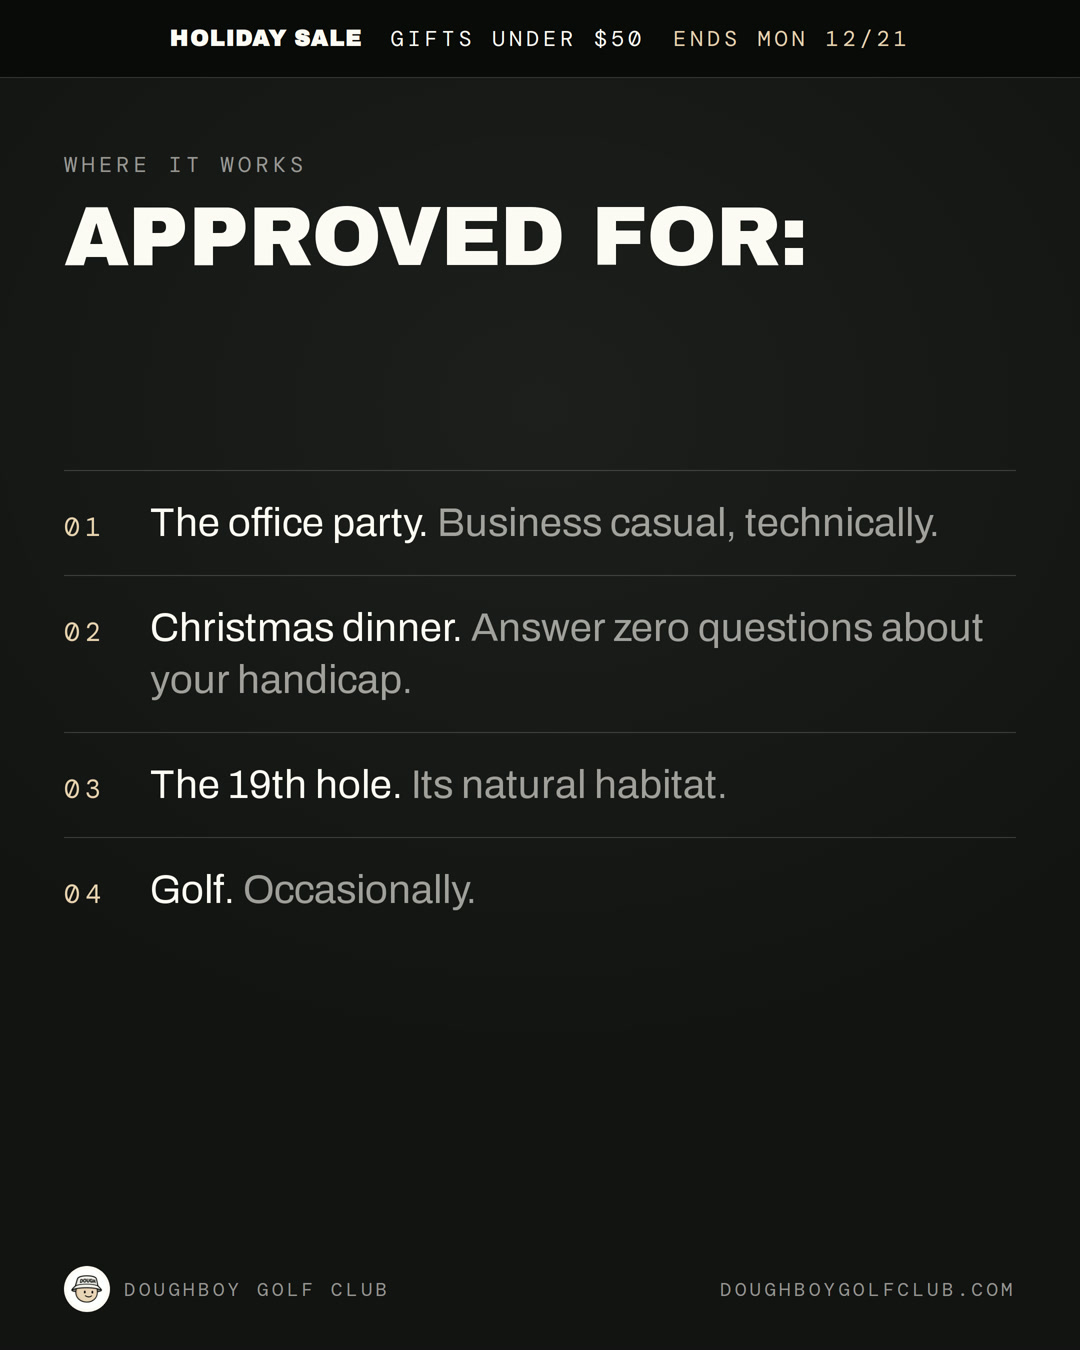 HOLIDAY SALE GIFTS UNDER $50 ENDS MON 12/21
WHERE IT WORKS
APPROVED FOR:
01 The office party. Business casual, technically.
02 Christmas dinner. Answer zero questions about
your handicap.
03 The 19th hole. Its natural habitat.
04 Golf. Occasionally.
DOUGH
DOUGHBOY GOLF CLUB
DOUGHBOYGOLFCLUB.COM